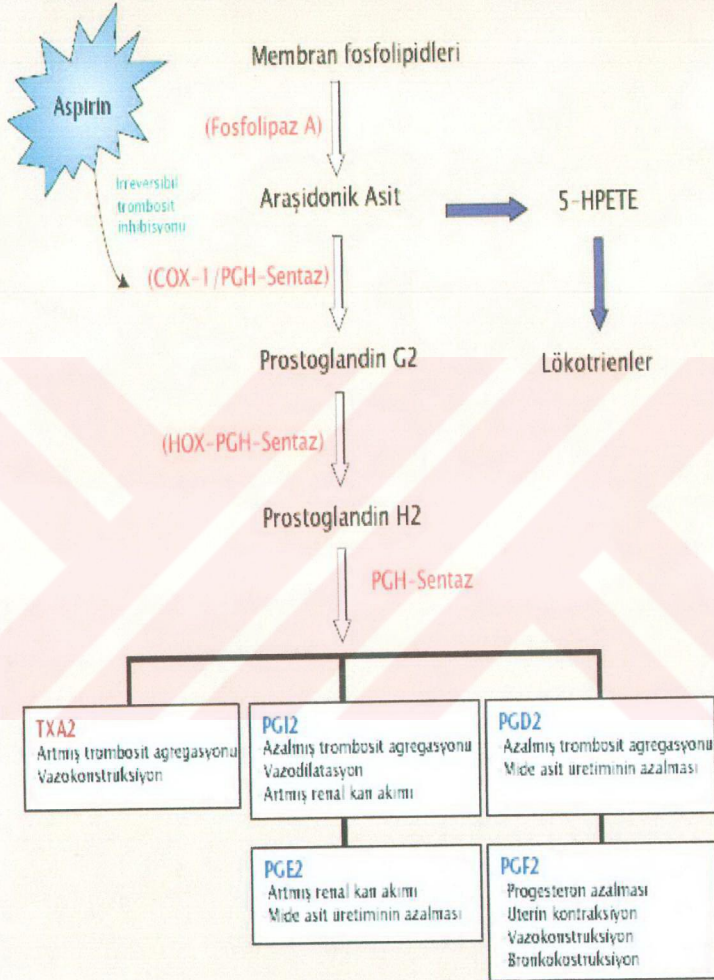 Membran fosfolipidleri
Aspirin
(Fosfolipaz A)
İrreversibil
trombosit
inhibisyonu
Araşidonik Asit
5-HPETE
(COX-1/PGH-Sentaz)
Prostoglandin G2
Lökotrienler
(HOX-PGH-Sentaz)
Prostoglandin H2
PGH-Sentaz
TXA2
Artmış trombosit agregasyonu
Vazokonstruksiyon
PGI2
Azalmış trombosit agregasyonu
Vazodilatasyon
Artmış renal kan akımı
PGD2
Azalmış trombosit agregasyonu
Mide asit üretiminin azalması
PGE2
Artmış renal kan akımı
Mide asit üretiminin azalması
PGF2
Progesteron azalması
Uterin kontraksiyon
Vazokonstruksiyon
Bronkokostruksiyon